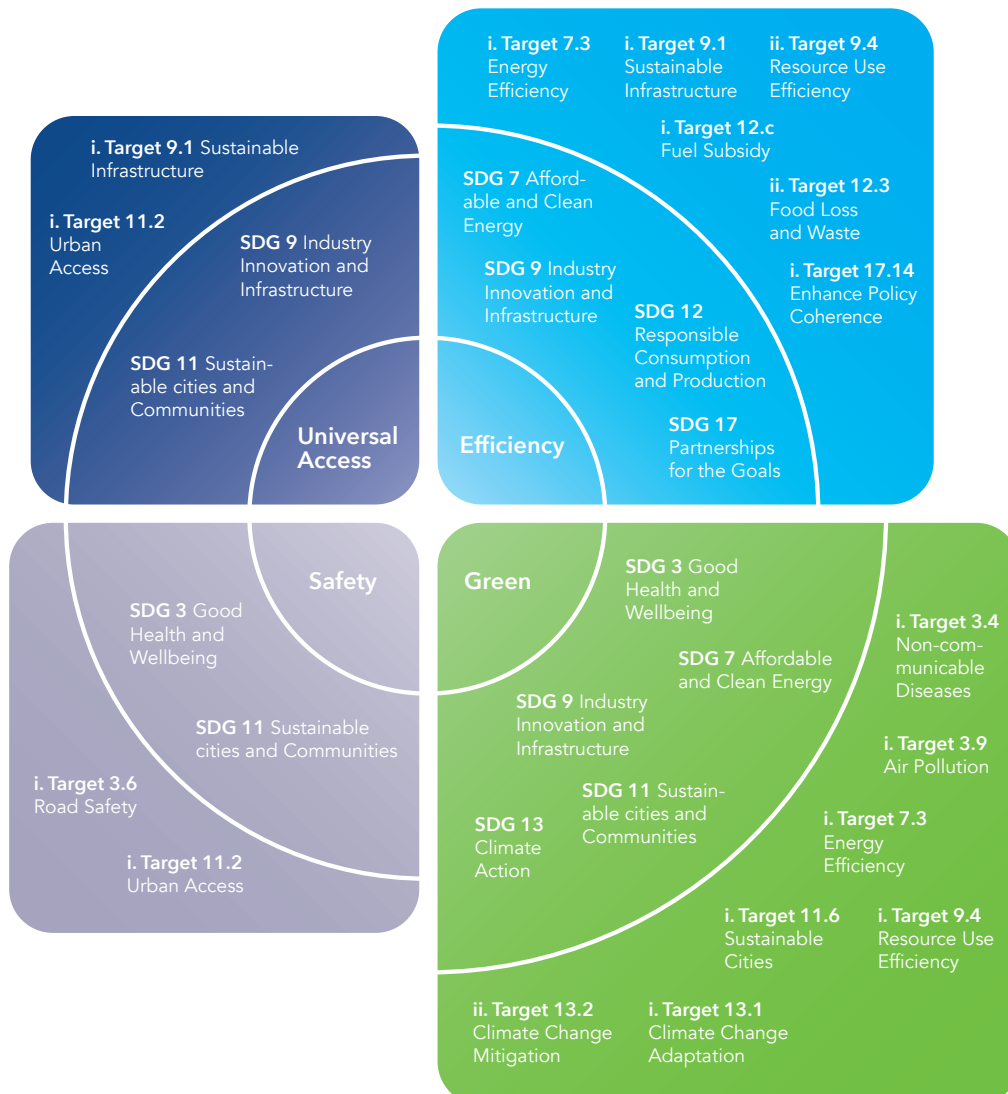 i. Target 9.1 Sustainable
Infrastructure
i. Target 11.2
Urban
Access
SDG 9 Industry
Innovation and
Infrastructure
SDG 11 Sustain-
able cities and
Communities
Universal
Access
i. Target 7.3
Energy
Efficiency
i. Target 9.1
Sustainable
Infrastructure
ii. Target 9.4
Resource Use
Efficiency
i. Target 12.c
Fuel Subsidy
ii. Target 12.3
Food Loss
and Waste
i. Target 17.14
Enhance Policy
Coherence
SDG 7 Afford-
able and Clean
Energy
SDG 9 Industry
Innovation and
Infrastructure
SDG 12
Responsible
Consumption
and Production
SDG 17
Partnerships
for the Goals
Efficiency
Safety
SDG 3 Good
Health and
Wellbeing
SDG 11 Sustainable
cities and Communities
i. Target 3.6
Road Safety
i. Target 11.2
Urban Access
Green
SDG 3 Good
Health and
Wellbeing
SDG 7 Affordable
and Clean Energy
SDG 9 Industry
Innovation and
Infrastructure
SDG 11 Sustain-
able cities and
Communities
SDG 13
Climate
Action
i. Target 3.4
Non-com-
municable
Diseases
i. Target 3.9
Air Pollution
i. Target 7.3
Energy
Efficiency
i. Target 11.6
Sustainable
Cities
i. Target 9.4
Resource Use
Efficiency
ii. Target 13.2
Climate Change
Mitigation
i. Target 13.1
Climate Change
Adaptation